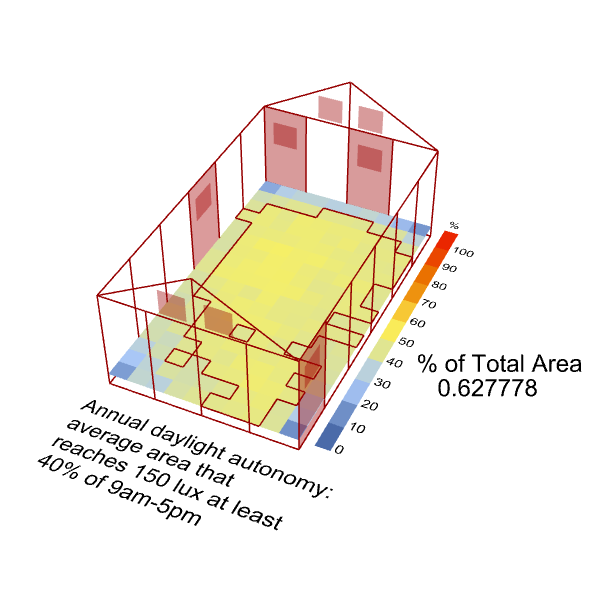 %
100
90
80
70
60
50
40
30
20
10
0
% of Total Area
0.627778
Annual daylight autonomy:
average area that
reaches 150 lux at least
40% of 9am-5pm